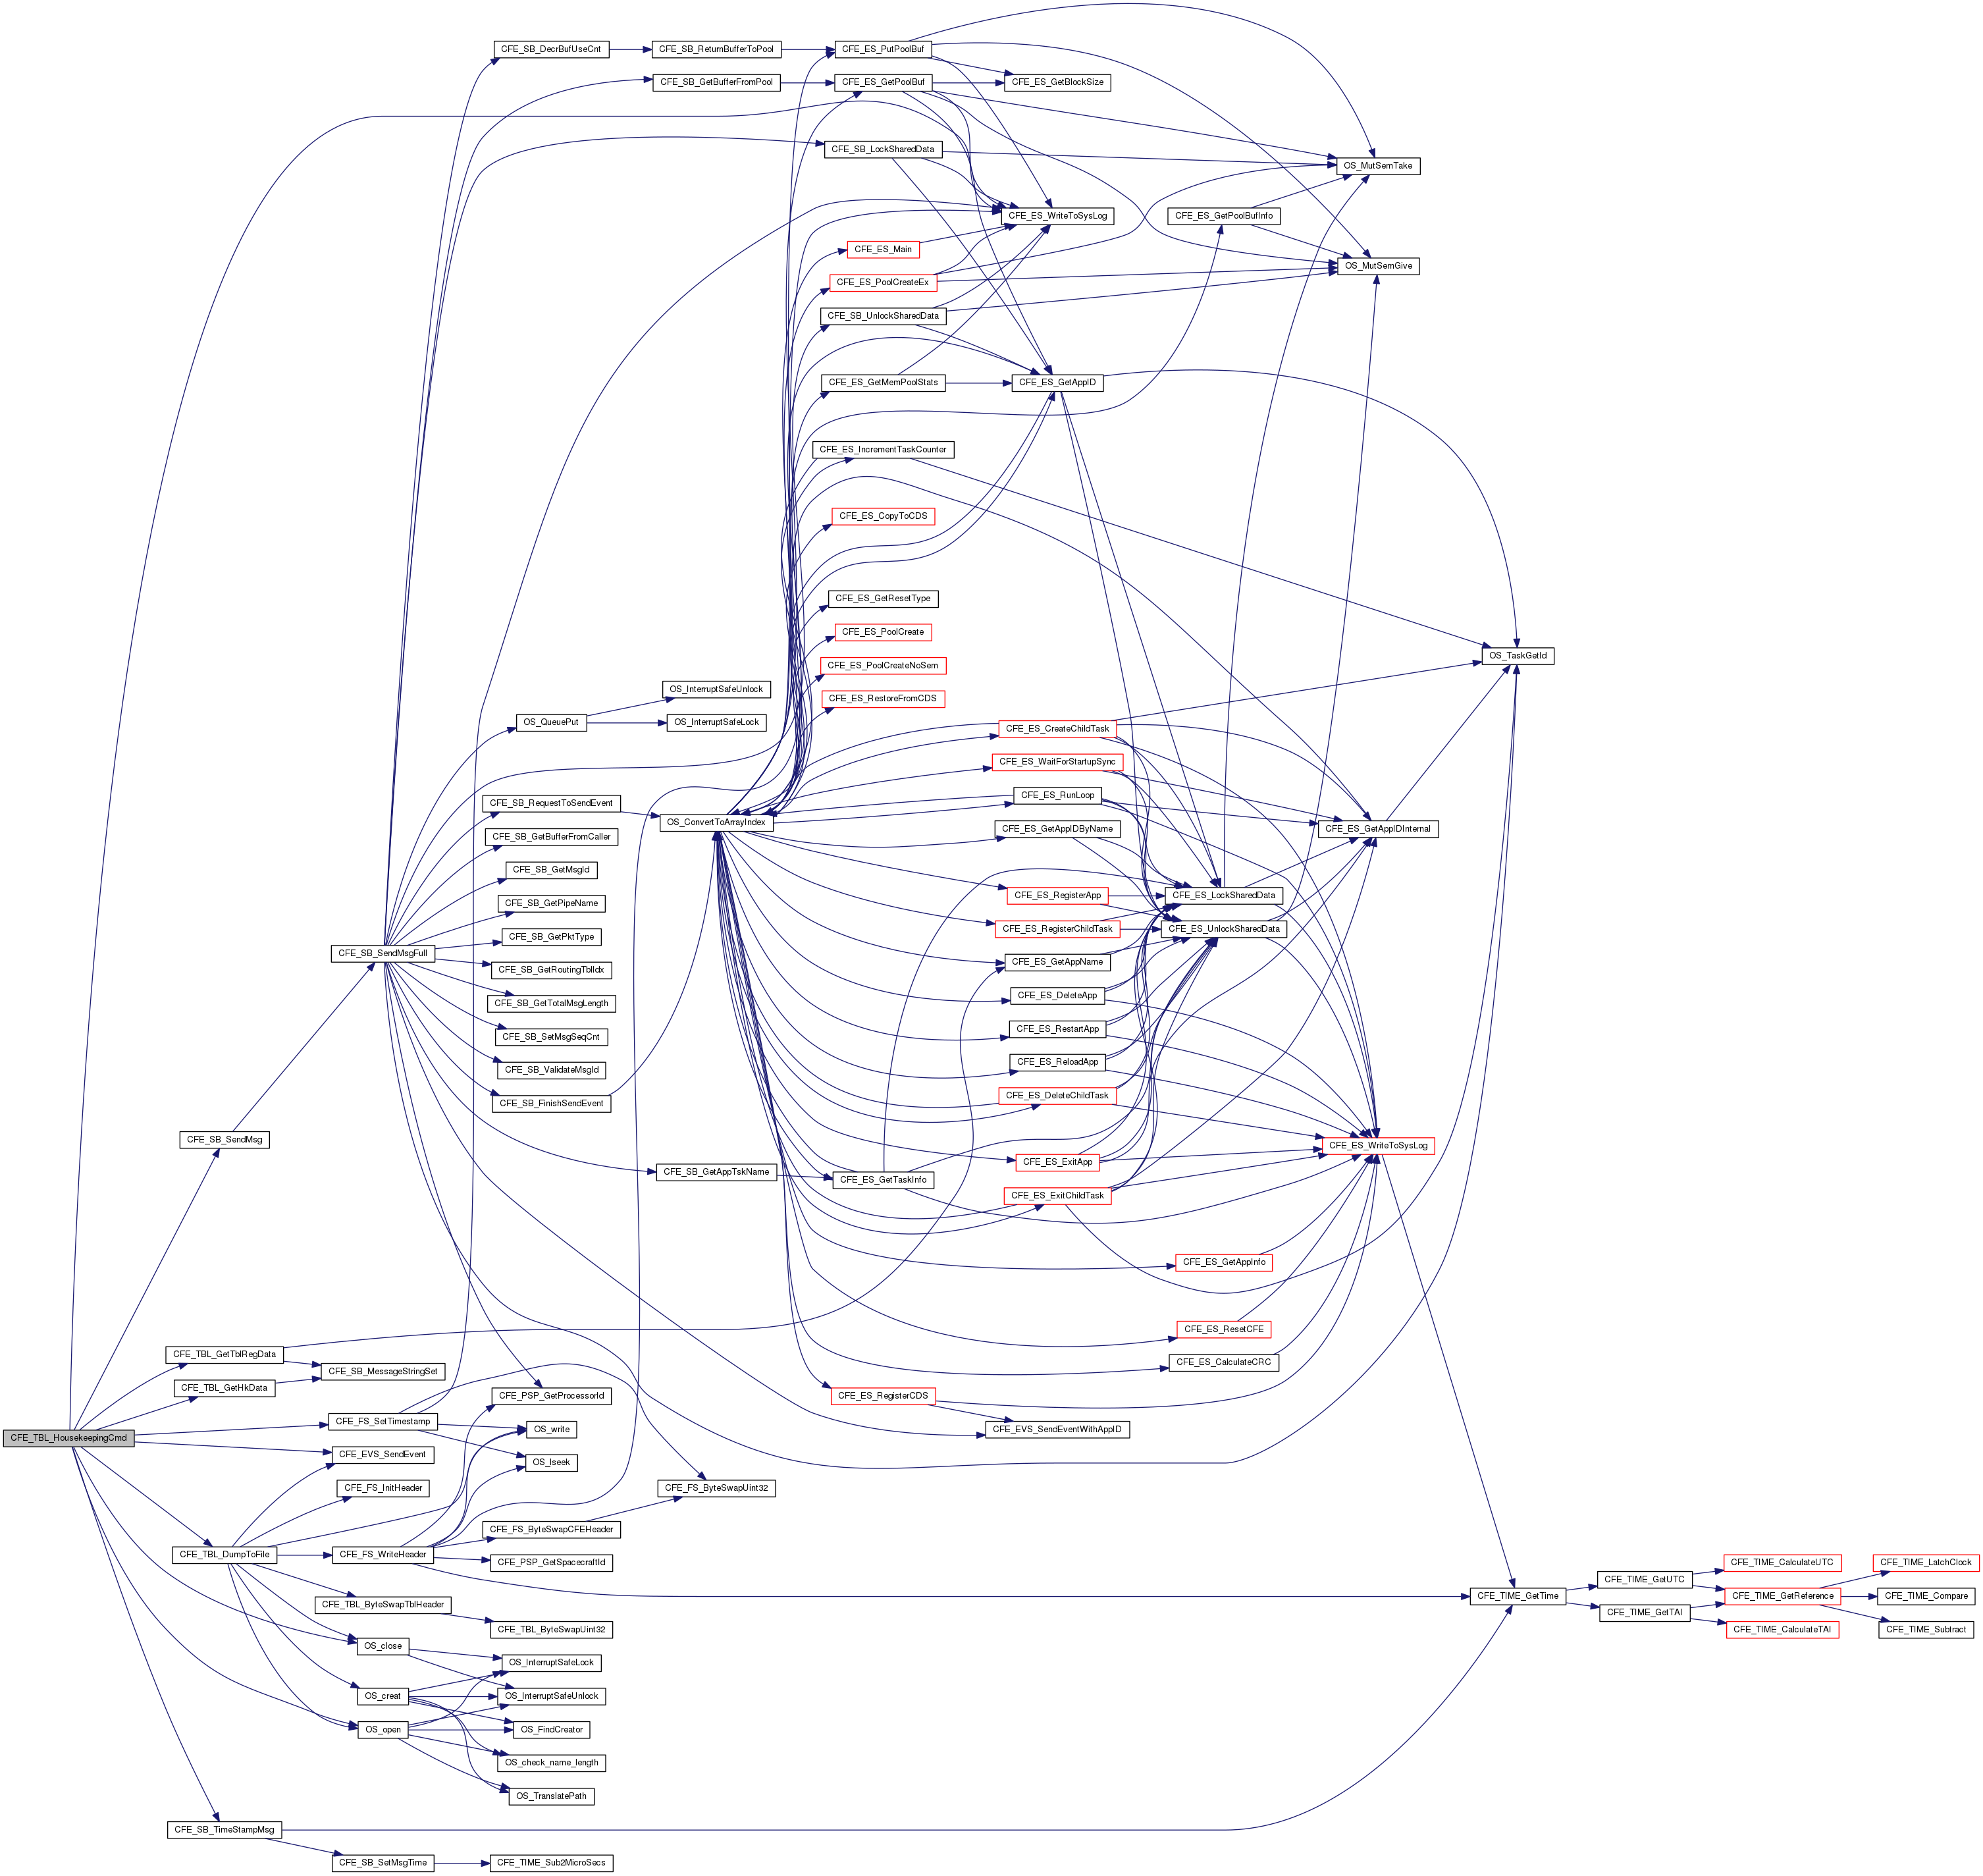 CFE_SB_DecrBufUseCnt
CFE_SB_ReturnBufferToPool
CFE_ES_PutPoolBuf
CFE_SB_GetBufferFromPool
CFE_ES_GetPoolBuf
CFE_ES_GetBlockSize
CFE_SB_LockSharedData
OS_MutSemTake
CFE_ES_WriteToSysLog
CFE_ES_GetPoolBufInfo
CFE_ES_Main
OS_MutSemGive
CFE_ES_PoolCreateEx
CFE_SB_UnlockSharedData
CFE_ES_GetMemPoolStats
CFE_ES_GetAppID
CFE_ES_IncrementTaskCounter
CFE_ES_CopyToCDS
CFE_ES_GetResetType
CFE_ES_PoolCreate
OS_TaskGetId
CFE_ES_PoolCreateNoSem
OS_InterruptSafeUnlock
CFE_ES_RestoreFromCDS
OS_QueuePut
OS_InterruptSafeLock
CFE_ES_CreateChildTask
CFE_ES_WaitForStartupSync
CFE_SB_RequestToSendEvent
CFE_ES_RunLoop
OS_ConvertToArrayIndex
CFE_ES_GetAppIDByName
CFE_ES_GetAppIDInternal
CFE_SB_GetBufferFromCaller
CFE_SB_GetMsgId
CFE_ES_RegisterApp
CFE_ES_LockSharedData
CFE_SB_GetPipeName
CFE_ES_RegisterChildTask
CFE_ES_UnlockSharedData
CFE_SB_GetPktType
CFE_SB_SendMsgFull
CFE_ES_GetAppName
CFE_SB_GetRoutingTblIdx
CFE_ES_DeleteApp
CFE_SB_GetTotalMsgLength
CFE_ES_RestartApp
CFE_SB_SetMsgSeqCnt
CFE_ES_ReloadApp
CFE_SB_ValidateMsgId
CFE_ES_DeleteChildTask
CFE_SB_FinishSendEvent
CFE_SB_SendMsg
CFE_ES_WriteToSysLog
CFE_ES_ExitApp
CFE_SB_GetAppTskName
CFE_ES_GetTaskInfo
CFE_ES_ExitChildTask
CFE_ES_GetAppInfo
CFE_ES_ResetCFE
CFE_TBL_GetTblRegData
CFE_ES_CalculateCRC
CFE_SB_MessageStringSet
CFE_TBL_GetHkData
CFE_PSP_GetProcessorId
CFE_ES_RegisterCDS
CFE_FS_SetTimestamp
OS_write
CFE_EVS_SendEventWithAppID
CFE_TBL_HousekeepingCmd
CFE_EVS_SendEvent
OS_lseek
CFE_FS_InitHeader
CFE_FS_ByteSwapUint32
CFE_FS_ByteSwapCFEHeader
CFE_TBL_DumpToFile
CFE_FS_WriteHeader
CFE_PSP_GetSpacecraftId
CFE_TIME_CalculateUTC
CFE_TIME_LatchClock
CFE_TIME_GetUTC
CFE_TIME_GetTime
CFE_TIME_GetReference
CFE_TIME_Compare
CFE_TBL_ByteSwapTblHeader
CFE_TIME_GetTAI
CFE_TBL_ByteSwapUint32
CFE_TIME_CalculateTAI
CFE_TIME_Subtract
OS_close
OS_InterruptSafeLock
OS_creat
OS_InterruptSafeUnlock
OS_open
OS_FindCreator
OS_check_name_length
OS_TranslatePath
CFE_SB_TimeStampMsg
CFE_SB_SetMsgTime
CFE_TIME_Sub2MicroSecs